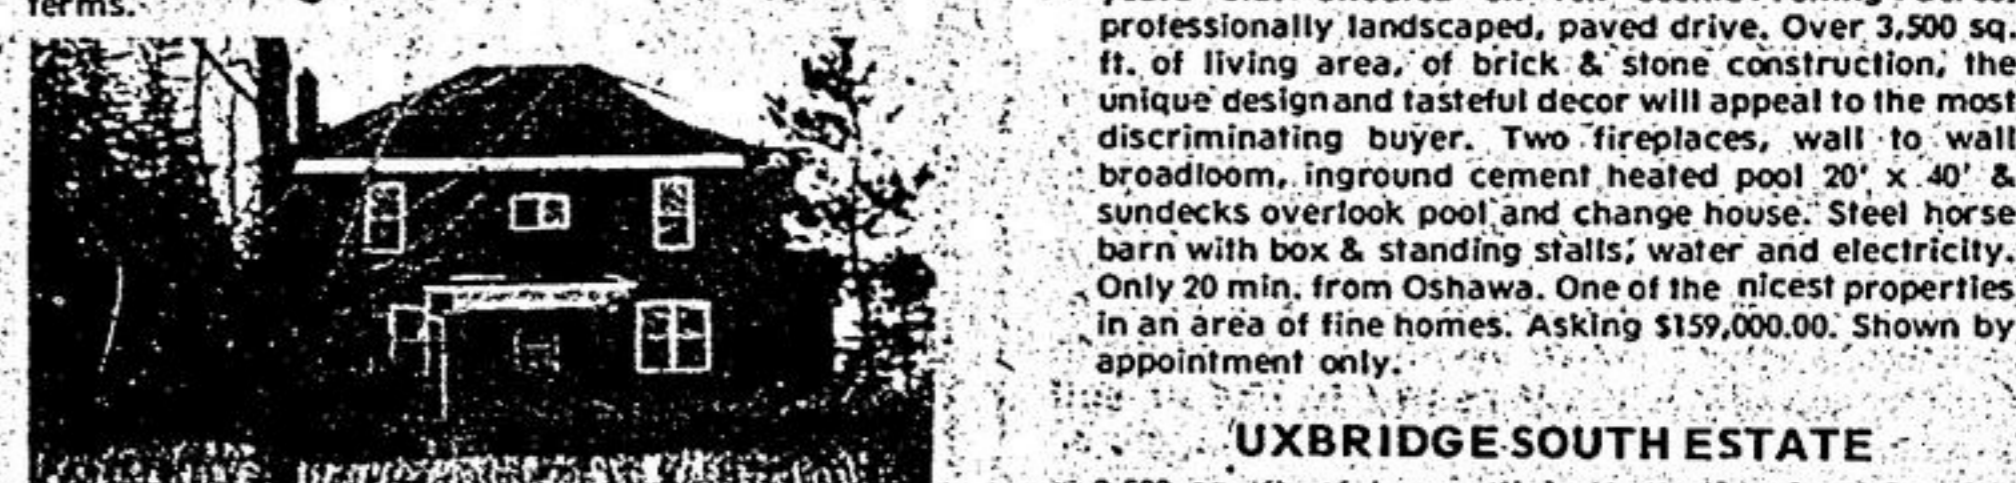 terms.
professionally landscaped, paved drive. Over 3,500 sq.
ft. of living area, of brick & stone construction, the
unique design and tasteful decor will appeal to the most
discriminating buyer. Two fireplaces, wall to wall
broadloom, inground cement heated pool 20' x 40' &
sundecks overlook pool and change house. Steel horse
barn with box & standing stalls, water and electricity.
Only 20 min. from Oshawa. One of the nicest properties
in an area of fine homes. Asking $159,000.00. Shown by
appointment only.
UXBRIDGE SOUTH ESTATE